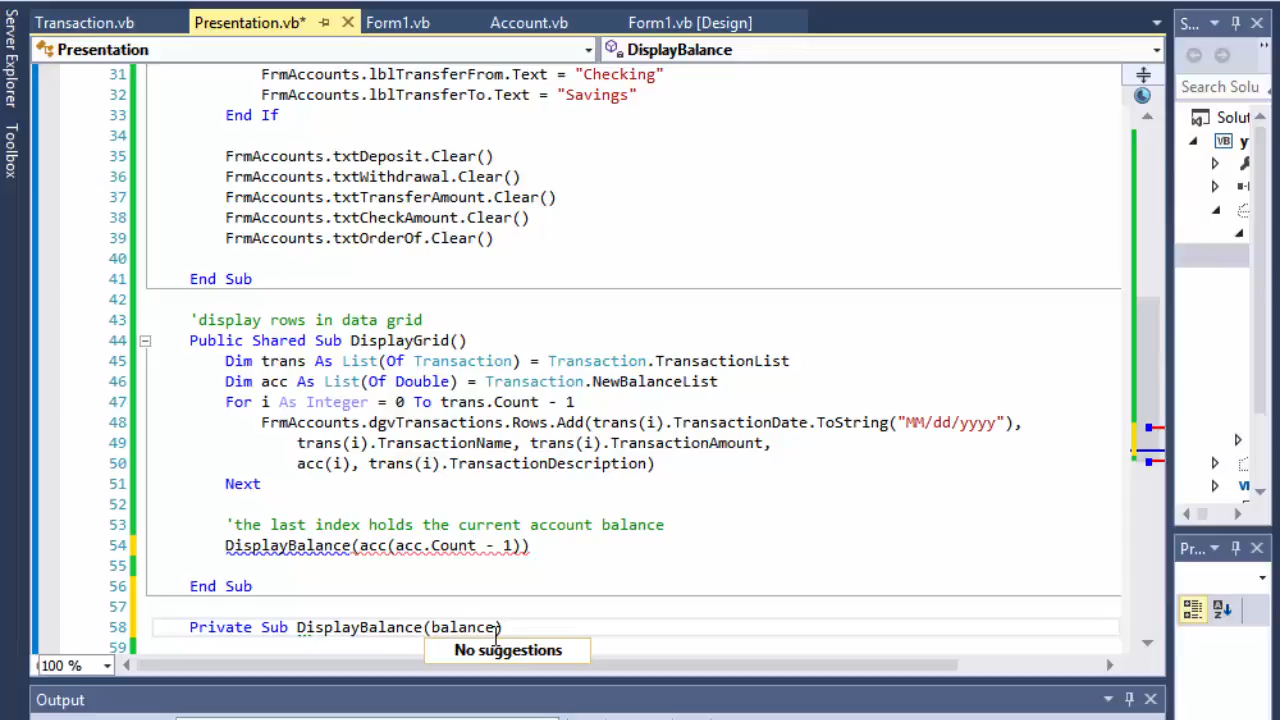 Server Explorer
Toolbox
Transaction.vb
Presentation.vb*
Form1.vb
Account.vb
Form1.vb [Design]
Presentation
DisplayBalance
31 FrmAccounts.lblTransferFrom.Text = "Checking"
32 FrmAccounts.lblTransferTo.Text = "Savings"
33 End If
34
35 FrmAccounts.txtDeposit.Clear()
36 FrmAccounts.txtWithdrawal.Clear()
37 FrmAccounts.txtTransferAmount.Clear()
38 FrmAccounts.txtCheckAmount.Clear()
39 FrmAccounts.txtOrderOf.Clear()
40
41 End Sub
42
43 'display rows in data grid
44 Public Shared Sub DisplayGrid()
45 Dim trans As List(Of Transaction) = Transaction.TransactionList
46 Dim acc As List(Of Double) = Transaction.NewBalanceList
47 For i As Integer = 0 To trans.Count - 1
48 FrmAccounts.dgvTransactions.Rows.Add(trans(i).TransactionDate.ToString("MM/dd/yyyy"),
49 trans(i).TransactionName, trans(i).TransactionAmount,
50 acc(i), trans(i).TransactionDescription)
51 Next
52
53 'the last index holds the current account balance
54 DisplayBalance(acc(acc.Count - 1))
55
56 End Sub
57
58 Private Sub DisplayBalance(balance)
59
No suggestions
100 %
Output
S...
Search Solu
Solut
VB y
Pr...